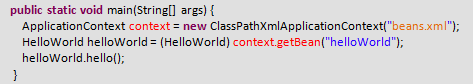 public static void main(String[] args) {
ApplicationContext context = new ClassPathXmlApplicationContext("beans.xml");
HelloWorld helloWorld = (HelloWorld) context.getBean("helloWorld");
helloWorld.hello();
}